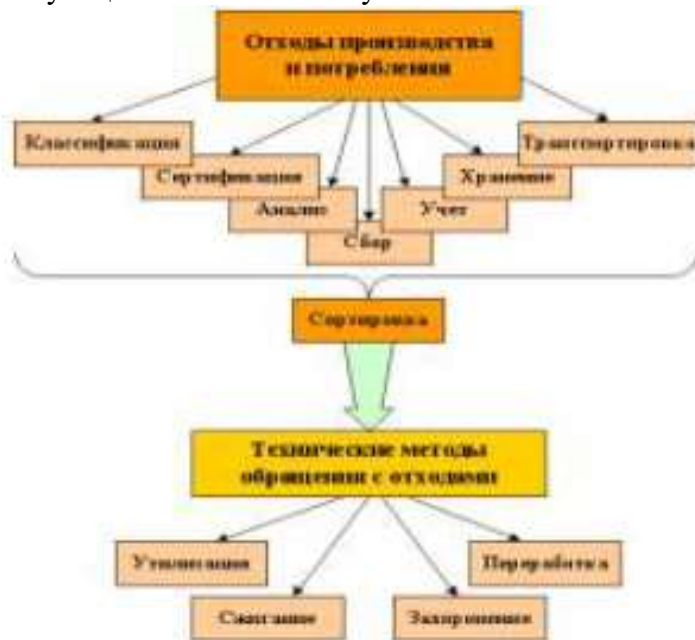 Отходы производства
и потребления
Классификация
Транспортировка
Сертификация
Хранение
Анализ
Учет
Сбор
Сортировка
Технические методы
обращения с отходами
Утилизация
Переработка
Сжигание
Захоронение